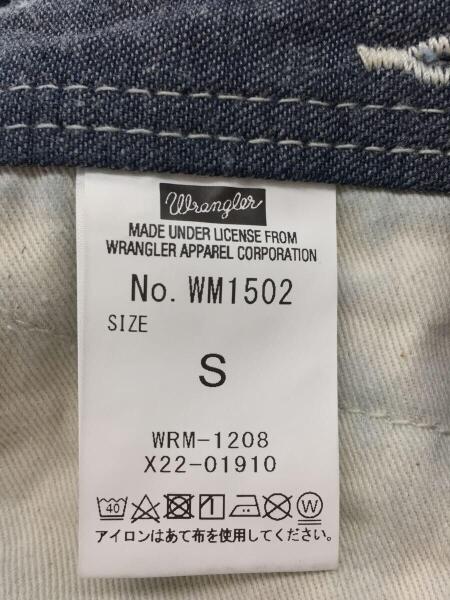 Wrangler
MADE UNDER LICENSE FROM
WRANGLER APPAREL CORPORATION
No. WM1502
SIZE
S
WRM-1208
X22-01910
40 W
アイロンはあて布を使用してください。